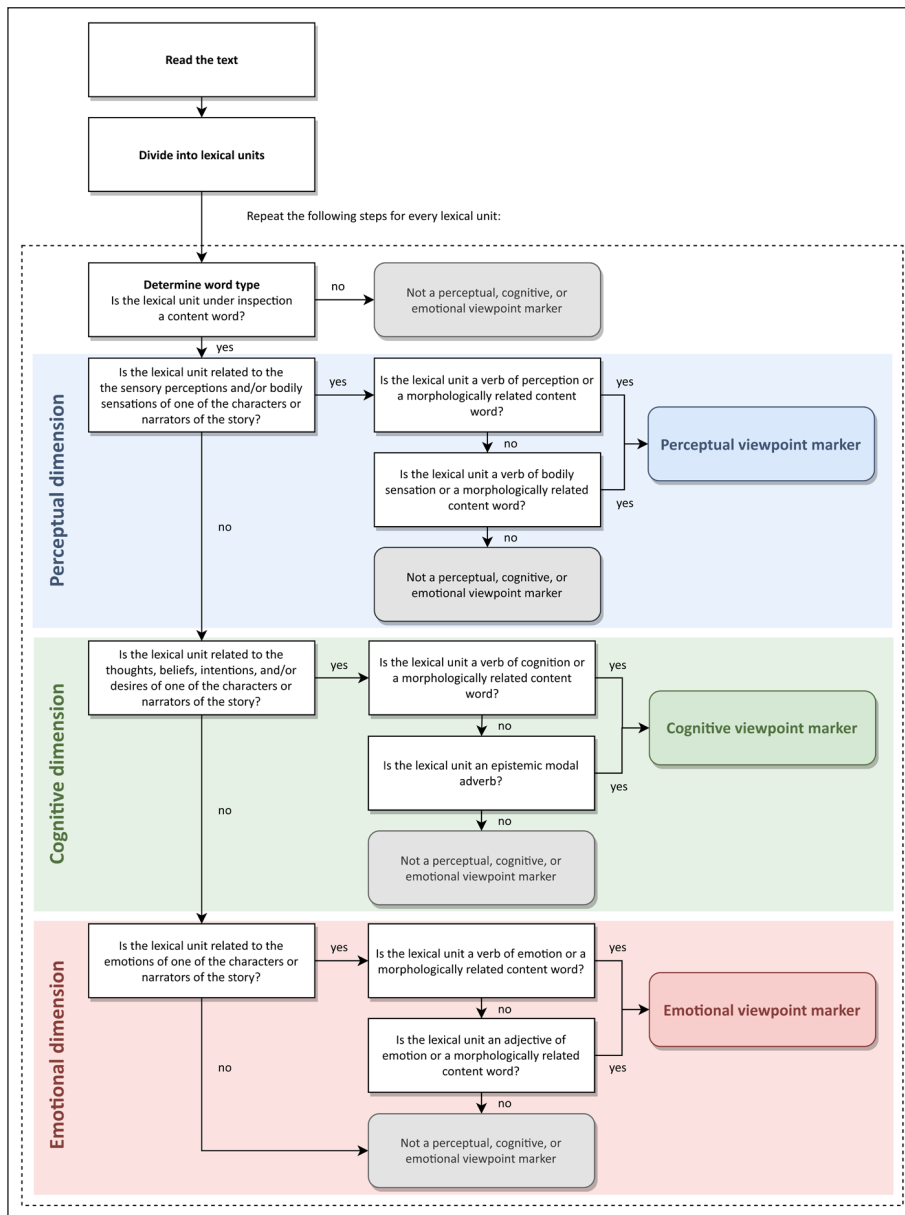 Read the text
Divide into lexical units
Repeat the following steps for every lexical unit:
Determine word type
Is the lexical unit under inspection
a content word?
no
Not a perceptual, cognitive, or
emotional viewpoint marker
yes
Perceptual dimension
Is the lexical unit related to the
the sensory perceptions and/or bodily
sensations of one of the characters or
narrators of the story?
yes
Is the lexical unit a verb of perception or
a morphologically related content
word?
yes
Perceptual viewpoint marker
no
Is the lexical unit a verb of bodily
sensation or a morphologically related
content word?
yes
no
no
Not a perceptual, cognitive, or
emotional viewpoint marker
Cognitive dimension
Is the lexical unit related to the
thoughts, beliefs, intentions, and/or
desires of one of the characters or
narrators of the story?
yes
Is the lexical unit a verb of cognition or
a morphologically related content
word?
yes
Cognitive viewpoint marker
no
Is the lexical unit an epistemic modal
adverb?
yes
no
no
Not a perceptual, cognitive, or
emotional viewpoint marker
Emotional dimension
Is the lexical unit related to the
emotions of one of the characters or
narrators of the story?
yes
Is the lexical unit a verb of emotion or a
morphologically related content word?
yes
Emotional viewpoint marker
no
Is the lexical unit an adjective of
emotion or a morphologically related
content word?
yes
no
no
Not a perceptual, cognitive, or
emotional viewpoint marker